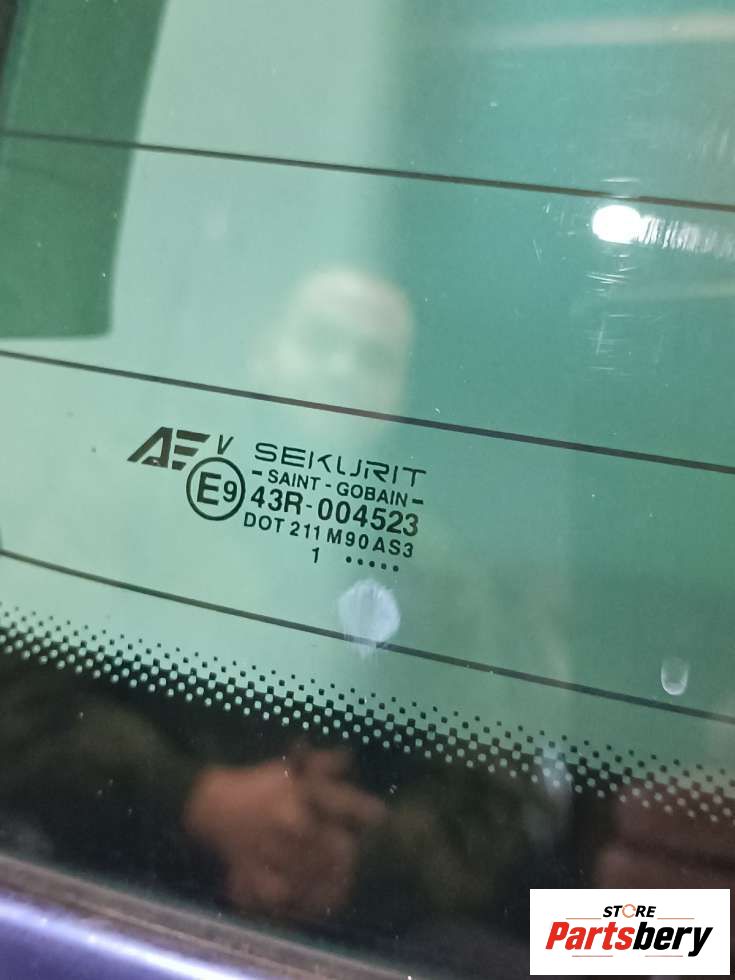 AE V SEKURIT
- SAINT - GOBAIN -
E9 43R-004523
DOT 211 M90 AS3
1 .....
STORE
Partsbery